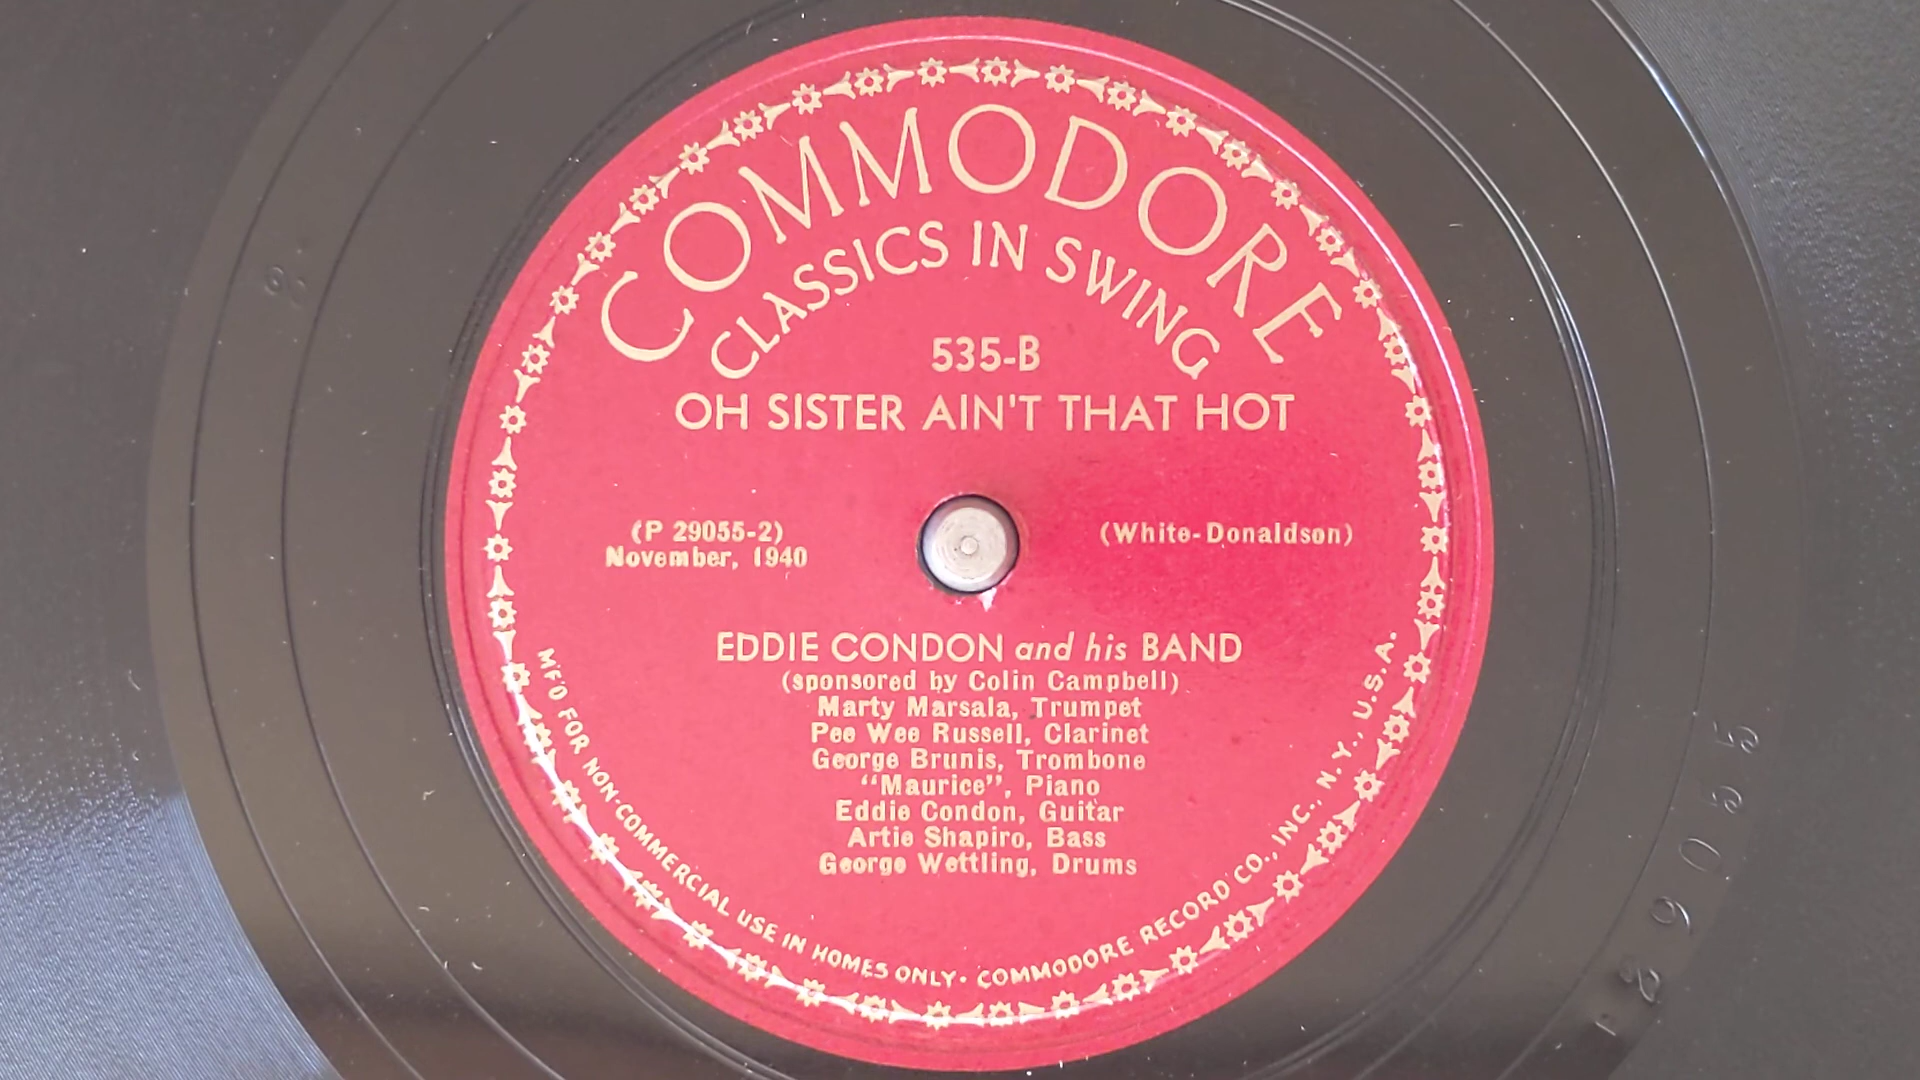 COMMODORE
CLASSICS IN SWING
535-B
OH SISTER AIN'T THAT HOT
(P 29055-2)
November, 1940
(White-Donaldson)
EDDIE CONDON and his BAND
(sponsored by Colin Campbell)
Marty Marsala, Trumpet
Pee Wee Russell, Clarinet
George Brunis, Trombone
“Maurice”, Piano
Eddie Condon, Guitar
Artie Shapiro, Bass
George Wettling, Drums
M'F'D FOR NON-COMMERCIAL USE IN HOMES ONLY · COMMODORE RECORD CO., INC., N.Y., U.S.A.
29055